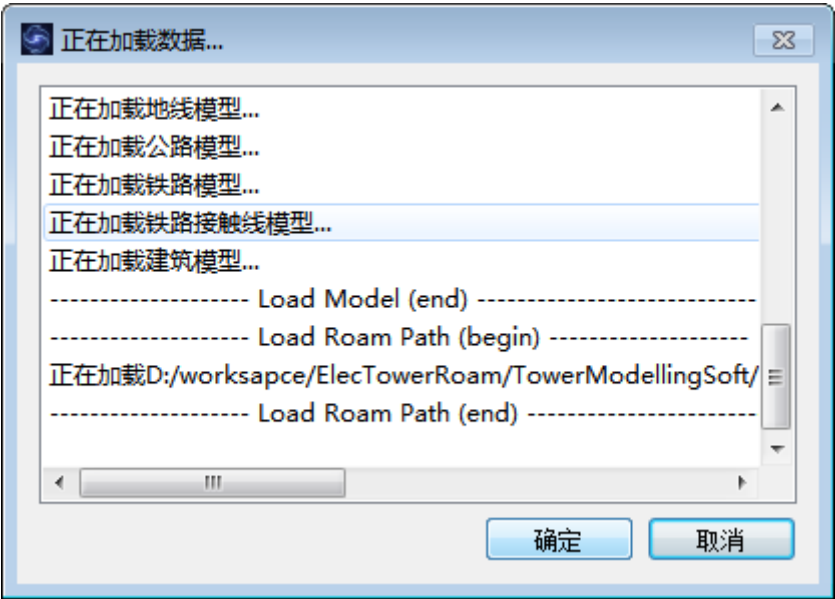 正在加载数据...
正在加载地线模型...
正在加载公路模型...
正在加载铁路模型...
正在加载铁路接触线模型...
正在加载建筑模型...
-------------------- Load Model (end) ----------------------------
-------------------- Load Roam Path (begin) --------------------
正在加载D:/worksapce/ElecTowerRoam/TowerModellingSoft/
-------------------- Load Roam Path (end) -----------------------
确定
取消